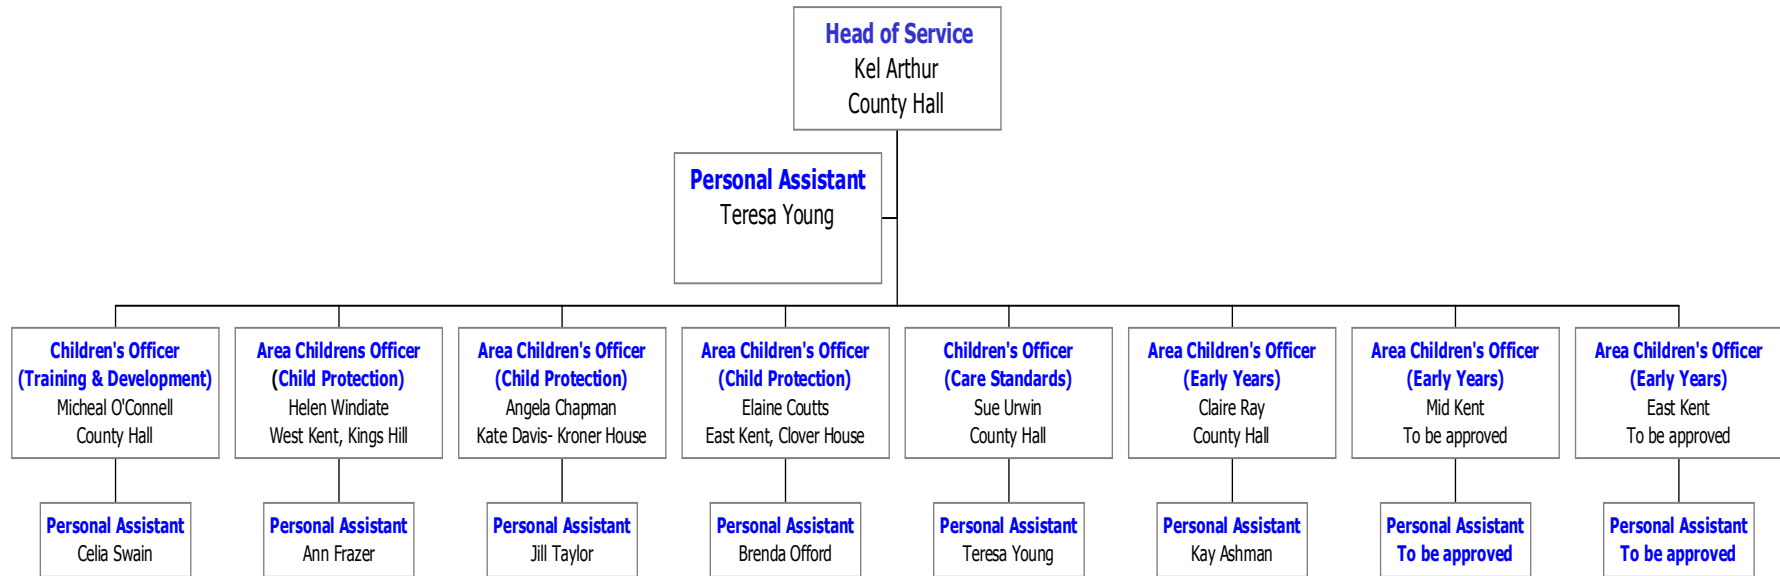 Head of Service
Kel Arthur
County Hall
Personal Assistant
Teresa Young
Children's Officer
(Training & Development)
Micheal O'Connell
County Hall
Area Childrens Officer
(Child Protection)
Helen Windiate
West Kent, Kings Hill
Area Children's Officer
(Child Protection)
Angela Chapman
Kate Davis- Kroner House
Area Children's Officer
(Child Protection)
Elaine Coutts
East Kent, Clover House
Children's Officer
(Care Standards)
Sue Urwin
County Hall
Area Children's Officer
(Early Years)
Claire Ray
County Hall
Area Children's Officer
(Early Years)
Mid Kent
To be approved
Area Children's Officer
(Early Years)
East Kent
To be approved
Personal Assistant
Celia Swain
Personal Assistant
Ann Frazer
Personal Assistant
Jill Taylor
Personal Assistant
Brenda Offord
Personal Assistant
Teresa Young
Personal Assistant
Kay Ashman
Personal Assistant
To be approved
Personal Assistant
To be approved